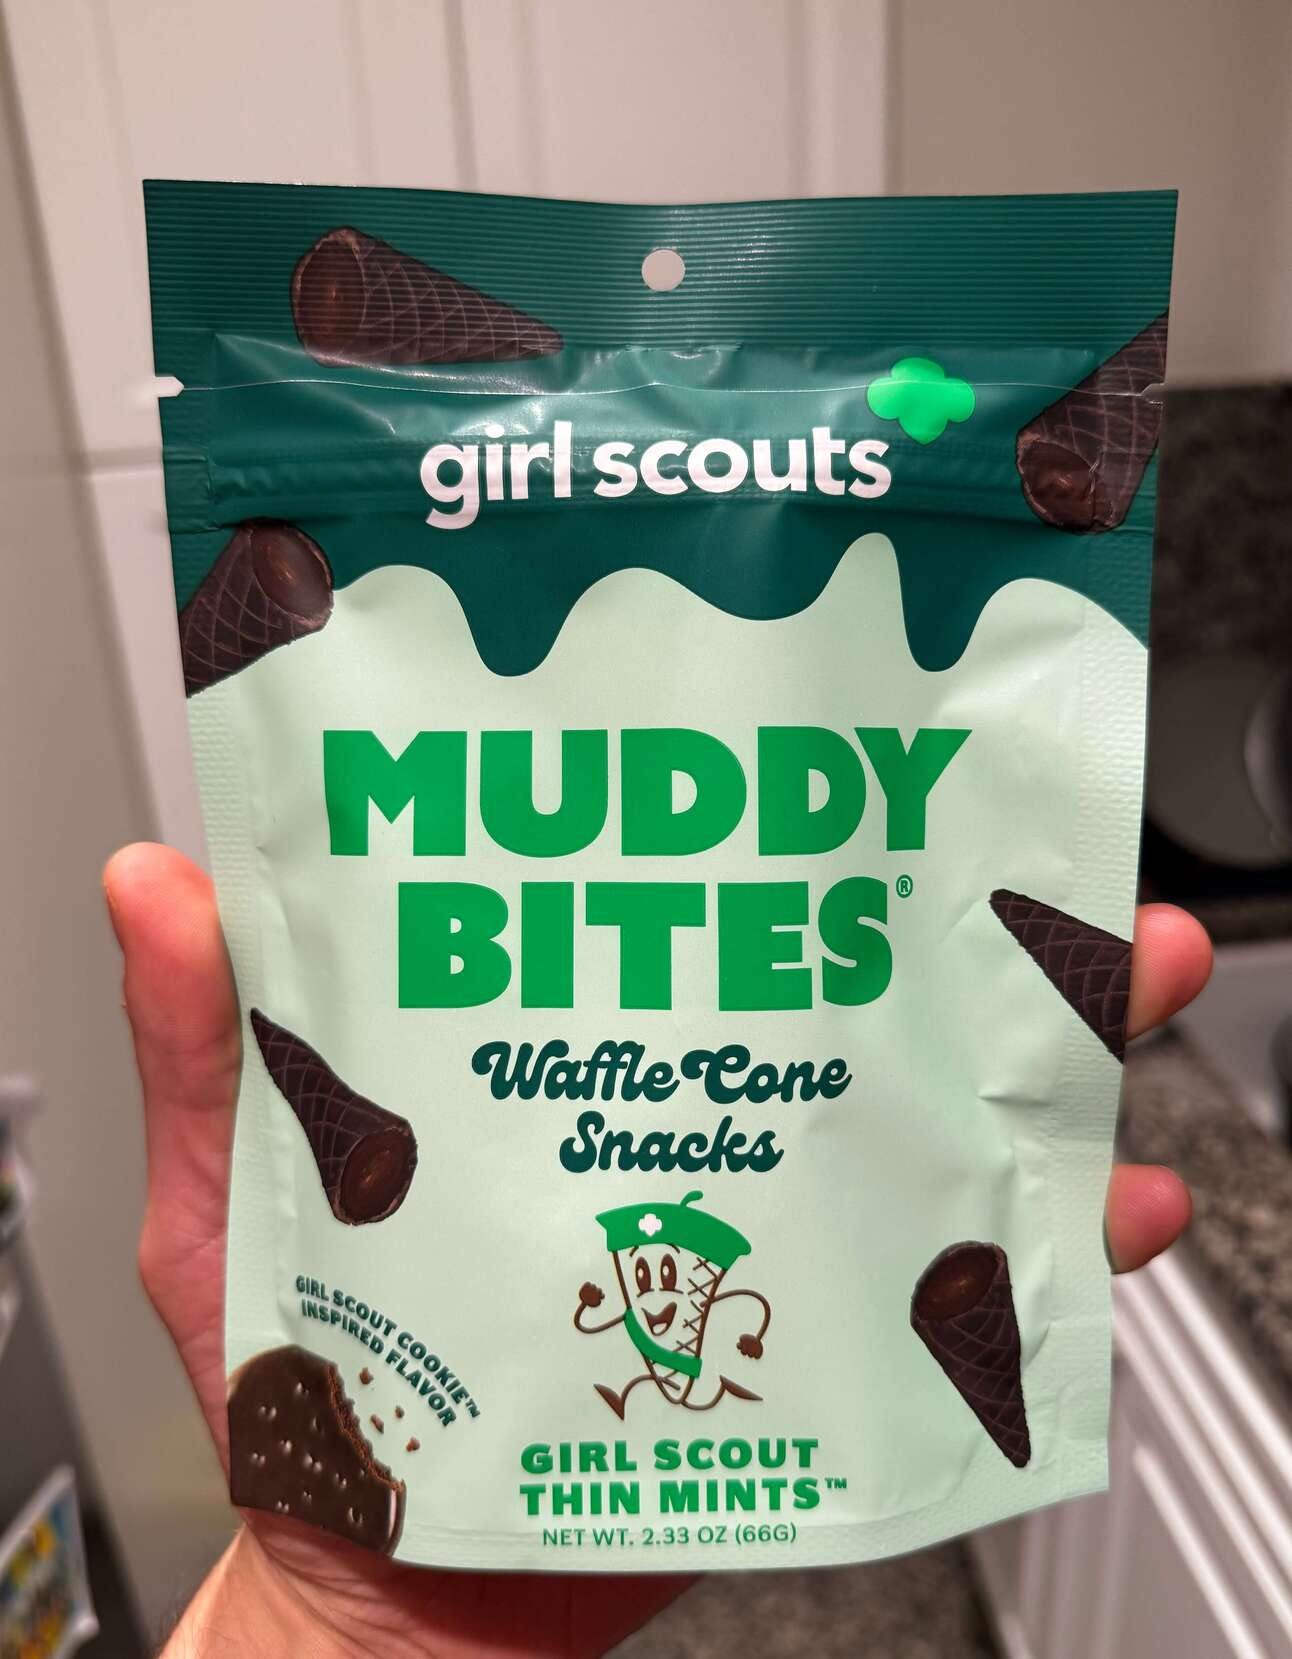 girl scouts
MUDDY
BITES®
Waffle Cone
Snacks
GIRL SCOUT COOKIE™
INSPIRED FLAVOR
GIRL SCOUT
THIN MINTS™
NET WT. 2.33 OZ (66G)